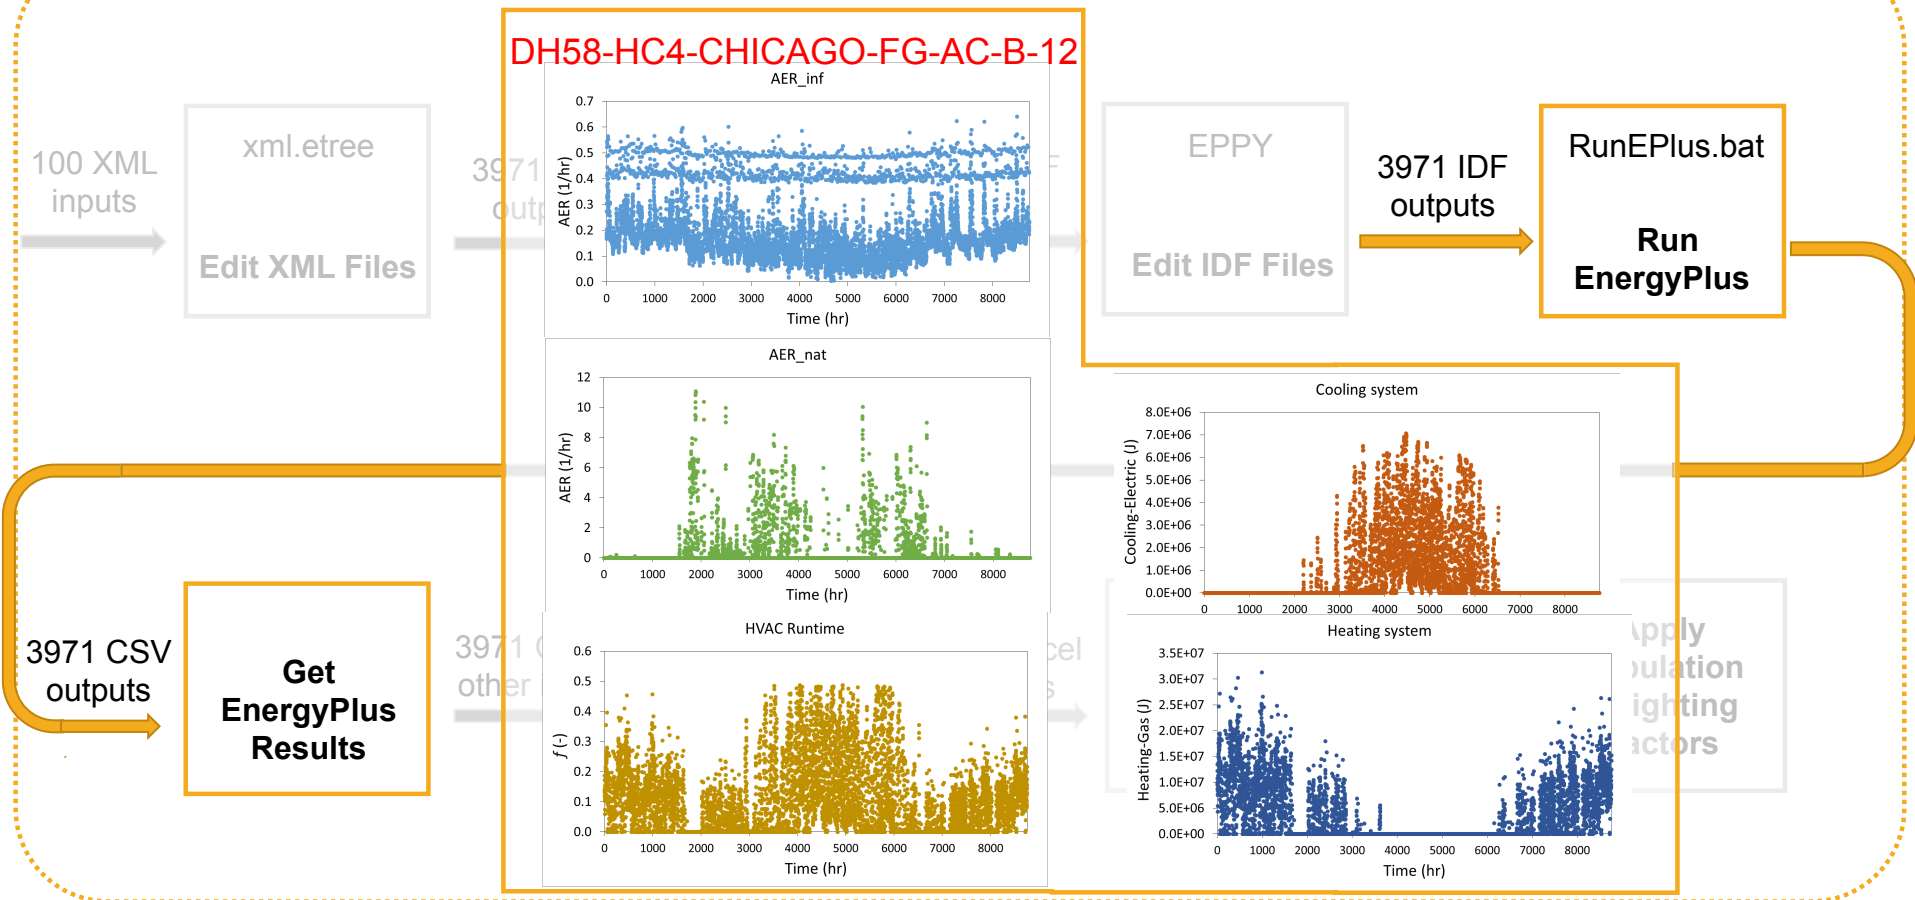 DH58-HC4-CHICAGO-FG-AC-B-12
100 XML
inputs
xml.etree
Edit XML Files
3971
AER_inf
AER (1/hr)
0.7
0.6
0.5
0.4
0.3
0.2
0.1
0.0
0 1000 2000 3000 4000 5000 6000 7000 8000
Time (hr)
EPPY
Edit IDF Files
3971 IDF
outputs
RunEPlus.bat
Run
EnergyPlus
AER_nat
AER (1/hr)
12
10
8
6
4
2
0
0 1000 2000 3000 4000 5000 6000 7000 8000
Time (hr)
Cooling system
Cooling-Electric (J)
8.0E+06
7.0E+06
6.0E+06
5.0E+06
4.0E+06
3.0E+06
2.0E+06
1.0E+06
0.0E+00
0 1000 2000 3000 4000 5000 6000 7000 8000
3971 CSV
outputs
Get
EnergyPlus
Results
3971
other
HVAC Runtime
f (-)
0.6
0.5
0.4
0.3
0.2
0.1
0.0
0 1000 2000 3000 4000 5000 6000 7000 8000
Time (hr)
Heating system
Heating-Gas (J)
3.5E+07
3.0E+07
2.5E+07
2.0E+07
1.5E+07
1.0E+07
5.0E+06
0.0E+00
0 1000 2000 3000 4000 5000 6000 7000 8000
Time (hr)
Apply